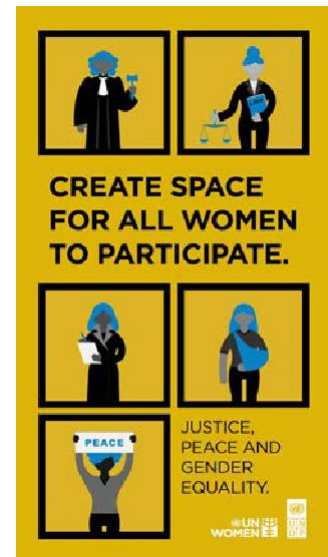 CREATE SPACE
FOR ALL WOMEN
TO PARTICIPATE.
PEACE
JUSTICE,
PEACE AND
GENDER
EQUALITY.
UN
WOMEN